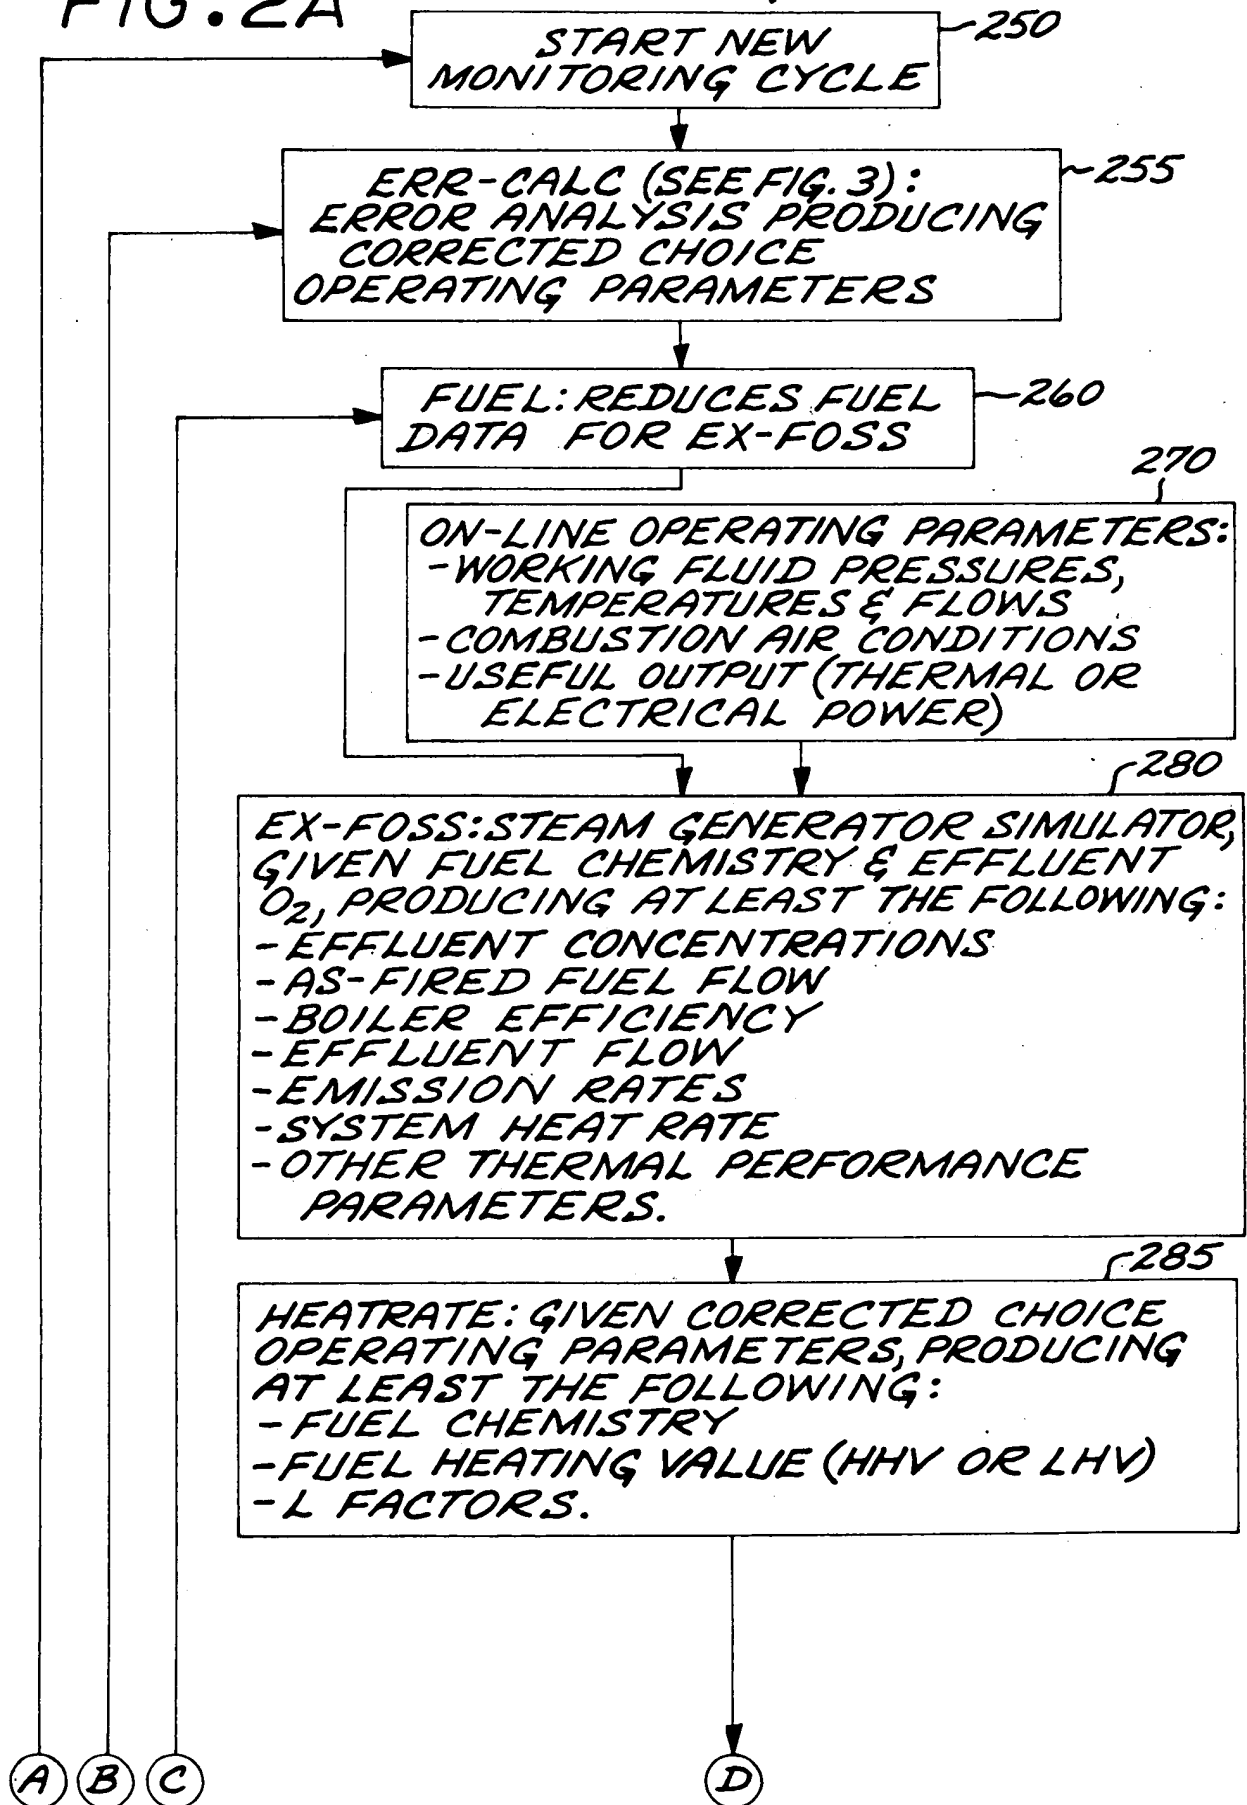 FIG. 2A
250
START NEW
MONITORING CYCLE
255
ERR-CALC (SEE FIG. 3):
ERROR ANALYSIS PRODUCING
CORRECTED CHOICE
OPERATING PARAMETERS
260
FUEL: REDUCES FUEL
DATA FOR EX-FOSS
270
ON-LINE OPERATING PARAMETERS:
-WORKING FLUID PRESSURES,
TEMPERATURES & FLOWS
-COMBUSTION AIR CONDITIONS
-USEFUL OUTPUT (THERMAL OR
ELECTRICAL POWER)
280
EX-FOSS: STEAM GENERATOR SIMULATOR,
GIVEN FUEL CHEMISTRY & EFFLUENT
O2, PRODUCING AT LEAST THE FOLLOWING:
-EFFLUENT CONCENTRATIONS
-AS-FIRED FUEL FLOW
-BOILER EFFICIENCY
-EFFLUENT FLOW
-EMISSION RATES
-SYSTEM HEAT RATE
-OTHER THERMAL PERFORMANCE
PARAMETERS.
285
HEATRATE: GIVEN CORRECTED CHOICE
OPERATING PARAMETERS, PRODUCING
AT LEAST THE FOLLOWING:
-FUEL CHEMISTRY
-FUEL HEATING VALUE (HHV OR LHV)
-L FACTORS.
A B C D